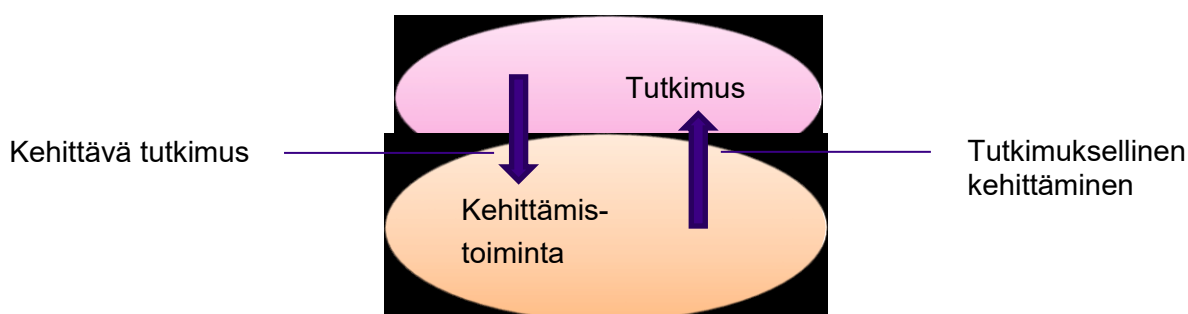 Tutkimus
Kehittävä tutkimus
Tutkimuksellinen
kehittäminen
Kehittämis-
toiminta